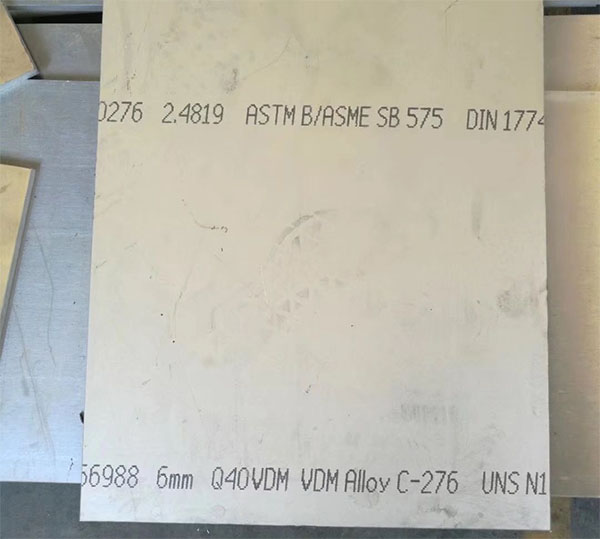 0276 2.4819 ASTM B/ASME SB 575 DIN 1774
56988 6mm Q40VDM VDM Alloy C-276 UNS N1